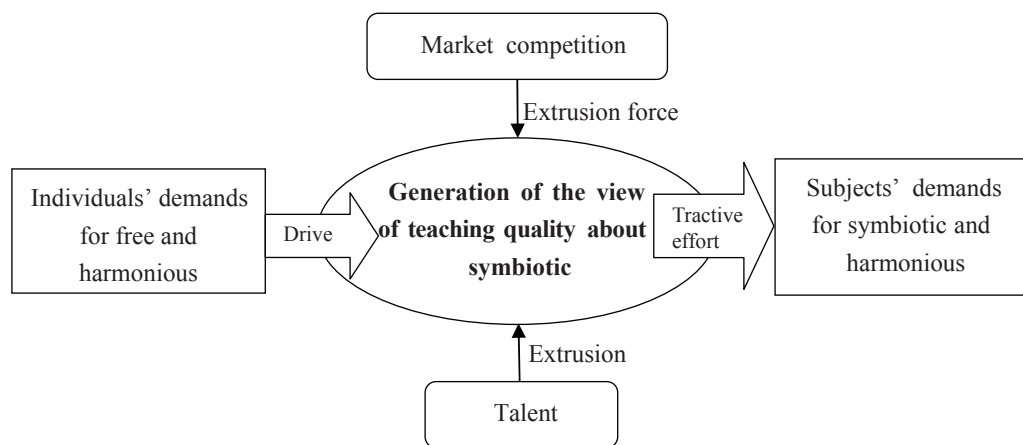 Market competition
Extrusion force
Individuals' demands
for free and
harmonious
Drive
Generation of the view
of teaching quality about
symbiotic
Tractive
effort
Subjects' demands
for symbiotic and
harmonious
Extrusion
Talent